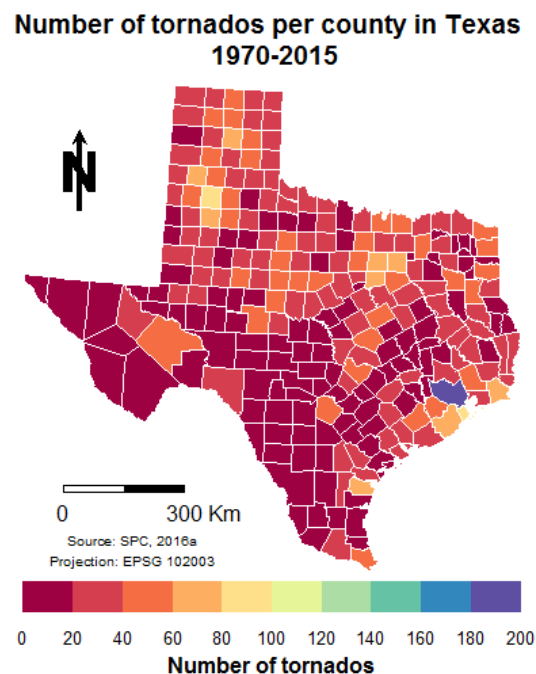 Number of tornados per county in Texas
1970-2015
N
0 300 Km
Source: SPC, 2016a
Projection: EPSG 102003
0 20 40 60 80 100 120 140 160 180 200
Number of tornados